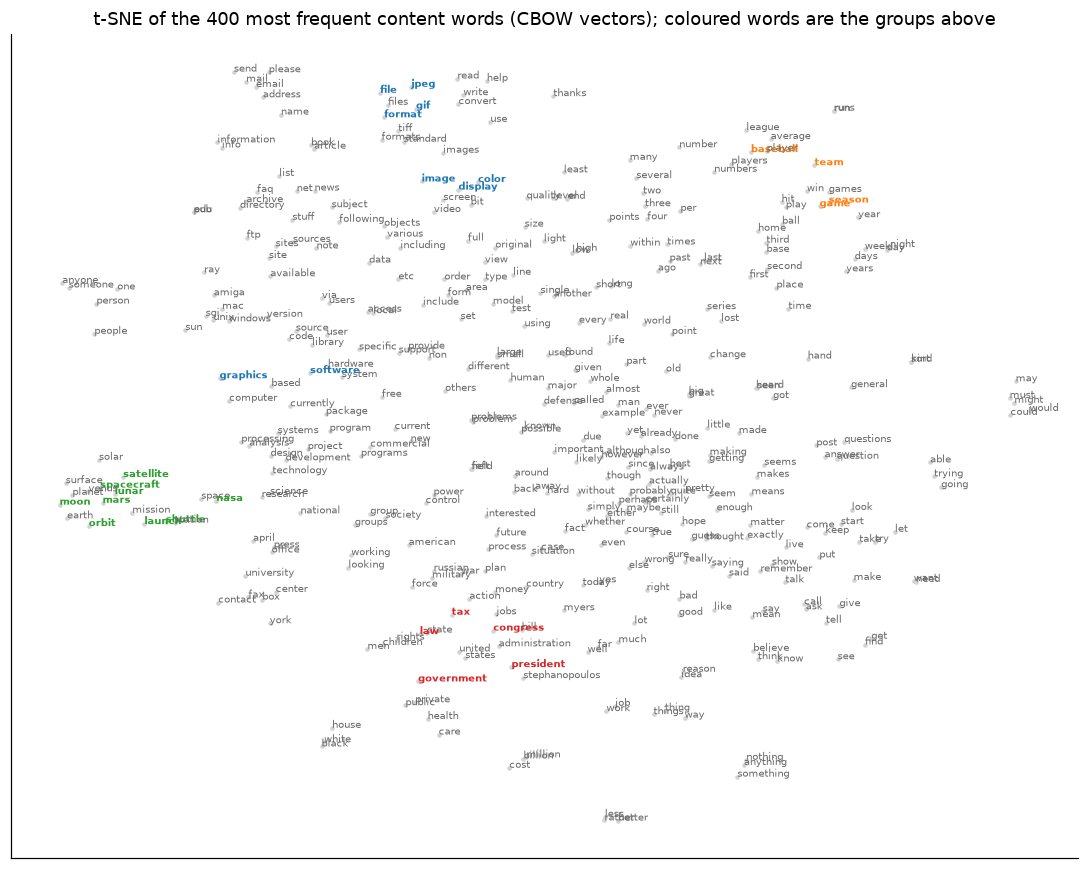 t-SNE of the 400 most frequent content words (CBOW vectors); coloured words are the groups above
send please
mail
email
address
name
file jpeg
files gif
format
tiff
formats standard
images
read help
write
convert
use
thanks
runs
league
average
baseball
players
team
number
numbers
many
several
least
information
info
book
article
list
faq net news
archive
directory
subject
stuff following
objects
various
ftp
sites sources
note
site
including
image color
display
screen
video bit
quality level end
two
three
four
points
per
win games
season
game
hit
play
ball
year
home
third
base
week night
day
days
years
second
first
place
time
size
full original light
low high
within times
past last
next
ago
ray available
data
view
etc order type line
area
form
single another
short long
anyone
someone one
person
people
amiga
mac
sgi
unix windows
sun
version
via
users
access
local
include
model
test
set
using every real
world
series
lost
point
source
code user
library
specific provide
support non
large
small
used found
life
part
change
hand
hardware
software
system
graphics
based
computer
currently
free
others
different
human
given
whole
major
defense called
almost
man
example
ever
never
old
big
great
heard
got
general
may
must
might
would
could
package
program
current
new
commercial
programs
systems
processing
analysis project
design development
technology
science
research
problems
problem
known
possible
due yet already done
little made
important although also
likely however
since always best
making
getting
seems
makes
post questions
answer question
able
trying
going
solar
satellite
surface spacecraft
venus lunar
planet
moon mars
mission
earth orbit
launch shuttle
space nasa
national
group
groups society
power
control
field
around
back away hard
though
without
actually
probably quite pretty
perhaps certainly
simply maybe
either still
seem
enough
means
interested
future
fact whether course true
hope
guess thought
matter
exactly
look
come start
keep
let
take try
live
april
press
office
working
looking
american
process case
situation
even
else wrong sure
really
saying
said
show
remember
talk
put
make
want
need
university
fax box center
contact
york
russian
military war plan
force
action
money country
today yes
right
bad
good
like
say
mean
call
ask give
tell
tax
jobs
myers
lot
law state
rights
children
men
congress bill
administration
united
states
president
stephanopoulos
well far much
believe
think know
see
get
find
reason
idea
government
public private
health
care
house
white
black
job
work
things thing
way
million
billion
cost
nothing
anything
something
less
rather better